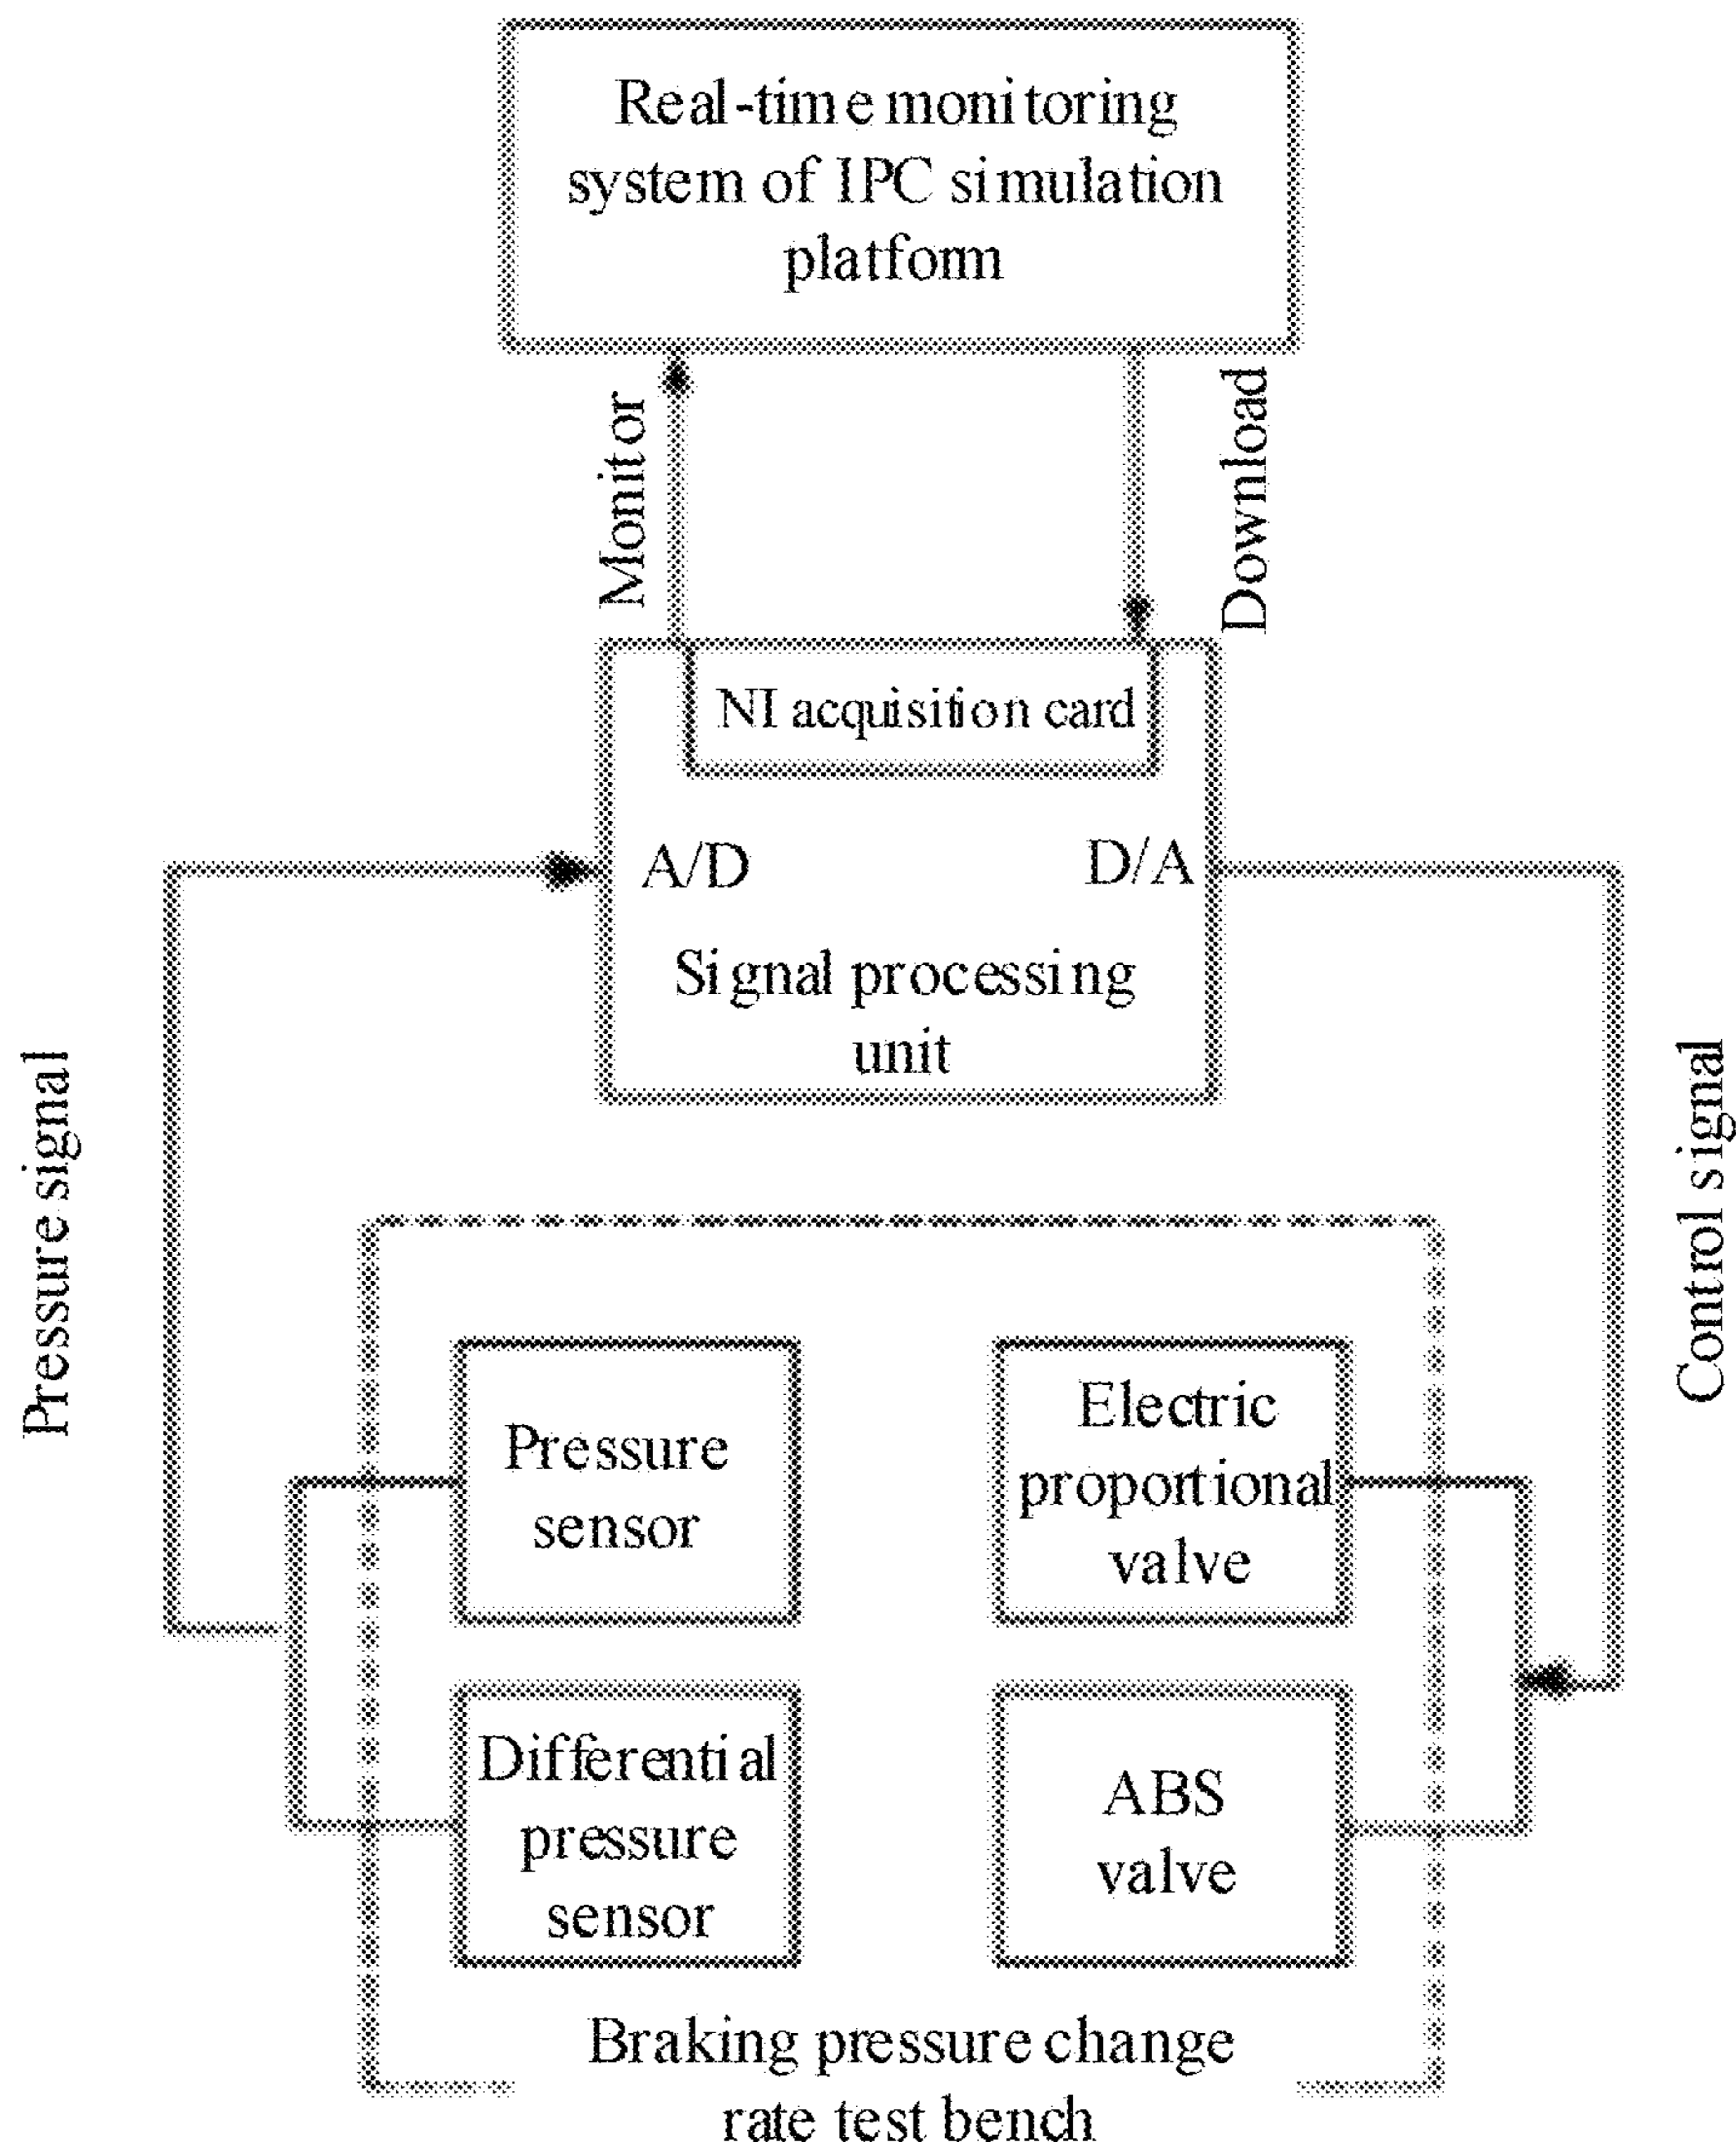 Real-time monitoring
system of IPC simulation
platform
Monitor
Download
NI acquisition card
A/D
D/A
Signal processing
unit
Pressure signal
Control signal
Pressure
sensor
Electric
proportional
valve
Differential
pressure
sensor
ABS
valve
Braking pressure change
rate test bench